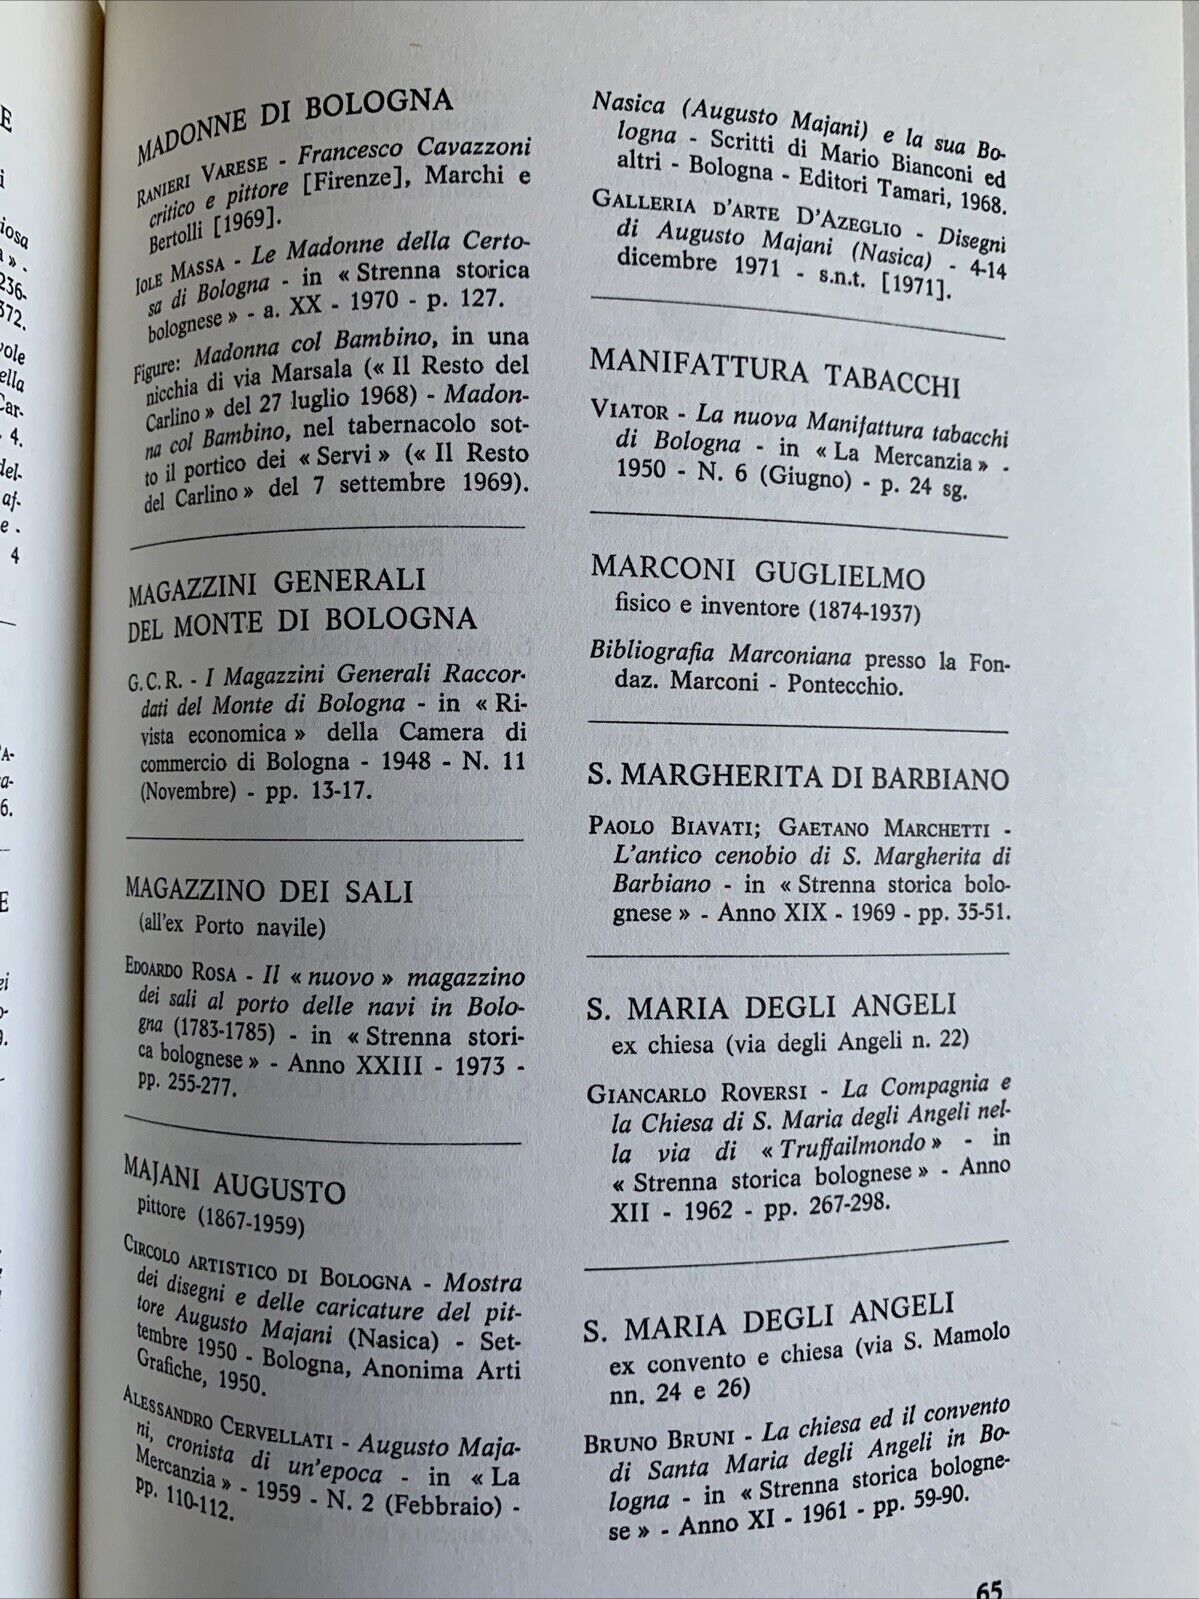 MADONNE DI BOLOGNA
RANIERI VARESE - Francesco Cavazzoni
critico e pittore [Firenze], Marchi e
Bertolli [1969].
IOLE MASSA - Le Madonne della Certo-
sa di Bologna - in « Strenna storica
bolognese » - a. XX - 1970 - p. 127.
Figure: Madonna col Bambino, in una
nicchia di via Marsala (« Il Resto del
Carlino » del 27 luglio 1968) - Madon-
na col Bambino, nel tabernacolo sot-
to il portico dei « Servi » (« Il Resto
del Carlino » del 7 settembre 1969).
MAGAZZINI GENERALI
DEL MONTE DI BOLOGNA
G.C.R. - I Magazzini Generali Raccor-
dati del Monte di Bologna - in « Ri-
vista economica » della Camera di
commercio di Bologna - 1948 - N. 11
(Novembre) - pp. 13-17.
MAGAZZINO DEI SALI
(all'ex Porto navile)
EDOARDO ROSA - Il « nuovo » magazzino
dei sali al porto delle navi in Bolo-
gna (1783-1785) - in « Strenna stori-
ca bolognese » - Anno XXIII - 1973 -
pp. 255-277.
MAJANI AUGUSTO
pittore (1867-1959)
CIRCOLO ARTISTICO DI BOLOGNA - Mostra
dei disegni e delle caricature del pit-
tore Augusto Majani (Nasica) - Set-
tembre 1950 - Bologna, Anonima Arti
Grafiche, 1950.
ALESSANDRO CERVELLATI - Augusto Maja-
ni, cronista di un'epoca - in « La
Mercanzia » - 1959 - N. 2 (Febbraio) -
pp. 110-112.
Nasica (Augusto Majani) e la sua Bo-
logna - Scritti di Mario Bianconi ed
altri - Bologna - Editori Tamari, 1968.
GALLERIA D'ARTE D'AZEGLIO - Disegni
di Augusto Majani (Nasica) - 4-14
dicembre 1971 - s.n.t. [1971].
MANIFATTURA TABACCHI
VIATOR - La nuova Manifattura tabacchi
di Bologna - in « La Mercanzia » -
1950 - N. 6 (Giugno) - p. 24 sg.
MARCONI GUGLIELMO
fisico e inventore (1874-1937)
Bibliografia Marconiana presso la Fon-
daz. Marconi - Pontecchio.
S. MARGHERITA DI BARBIANO
PAOLO BIAVATI; GAETANO MARCHETTI -
L'antico cenobio di S. Margherita di
Barbiano - in « Strenna storica bolo-
gnese » - Anno XIX - 1969 - pp. 35-51.
S. MARIA DEGLI ANGELI
ex chiesa (via degli Angeli n. 22)
GIANCARLO ROVERSI - La Compagnia e
la Chiesa di S. Maria degli Angeli nel-
la via di « Truffailmondo » - in
« Strenna storica bolognese » - Anno
XII - 1962 - pp. 267-298.
S. MARIA DEGLI ANGELI
ex convento e chiesa (via S. Mamolo
nn. 24 e 26)
BRUNO BRUNI - La chiesa ed il convento
di Santa Maria degli Angeli in Bo-
logna - in « Strenna storica bologne-
se » - Anno XI - 1961 - pp. 59-90.
65